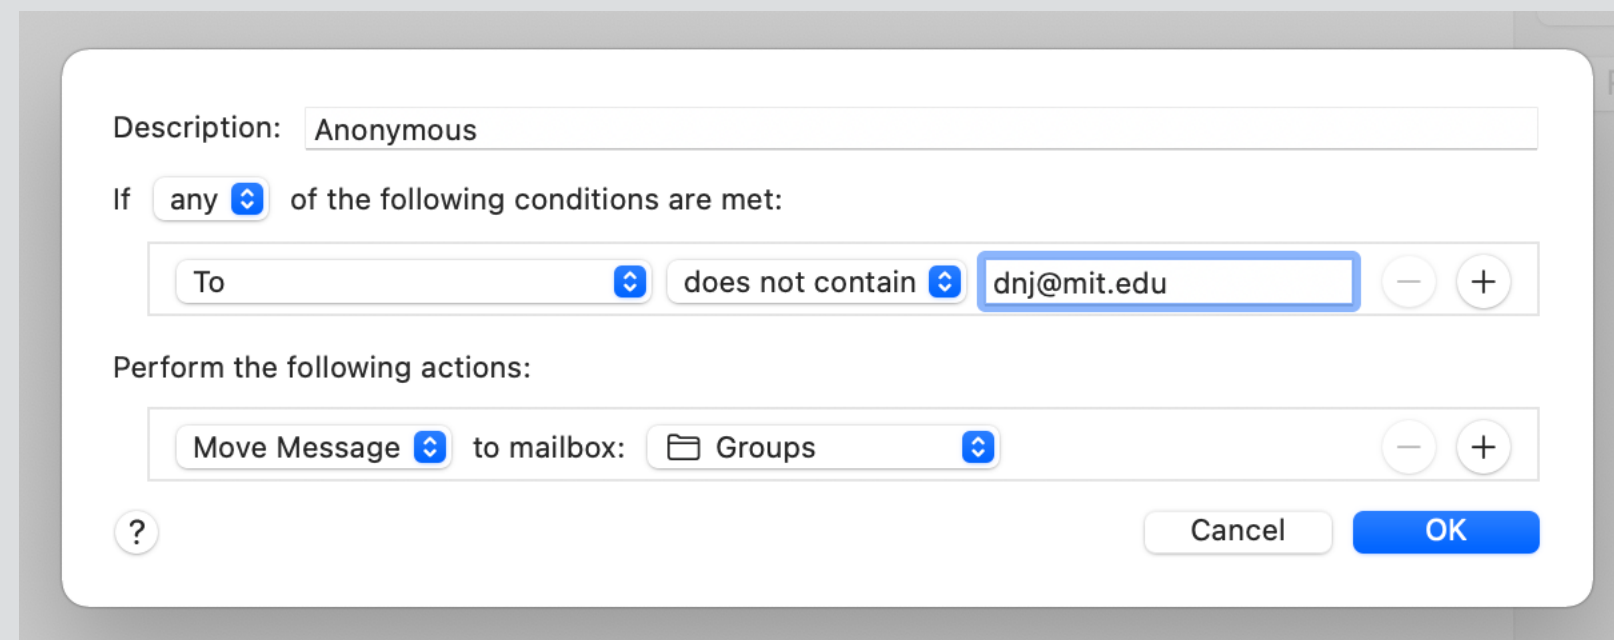 Description: Anonymous
If any of the following conditions are met:
To does not contain dnj@mit.edu
Perform the following actions:
Move Message to mailbox: Groups
? Cancel OK